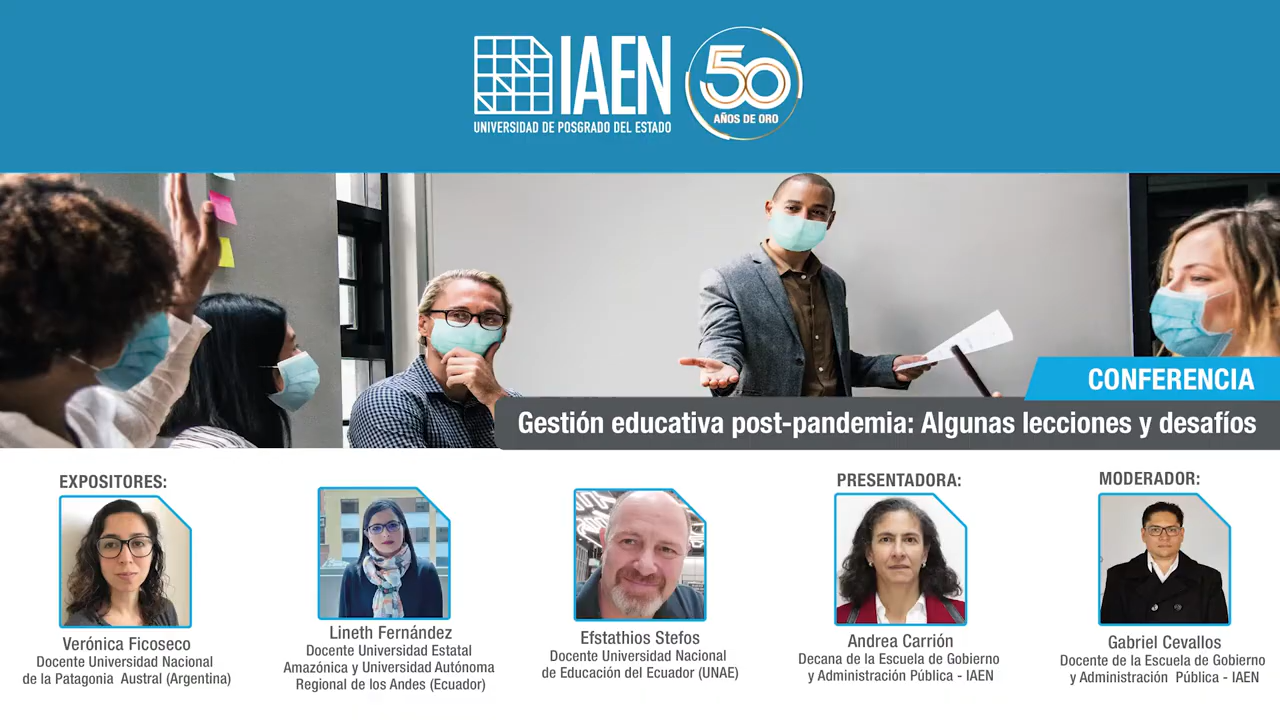 IAEN
UNIVERSIDAD DE POSGRADO DEL ESTADO
50
AÑOS DE ORO
CONFERENCIA
Gestión educativa post-pandemia: Algunas lecciones y desafíos
EXPOSITORES:
Verónica Ficoseco
Docente Universidad Nacional
de la Patagonia Austral (Argentina)
Lineth Fernández
Docente Universidad Estatal
Amazónica y Universidad Autónoma
Regional de los Andes (Ecuador)
Efstathios Stefos
Docente Universidad Nacional
de Educación del Ecuador (UNAE)
PRESENTADORA:
Andrea Carrión
Decana de la Escuela de Gobierno
y Administración Pública - IAEN
MODERADOR:
Gabriel Cevallos
Docente de la Escuela de Gobierno
y Administración Pública - IAEN